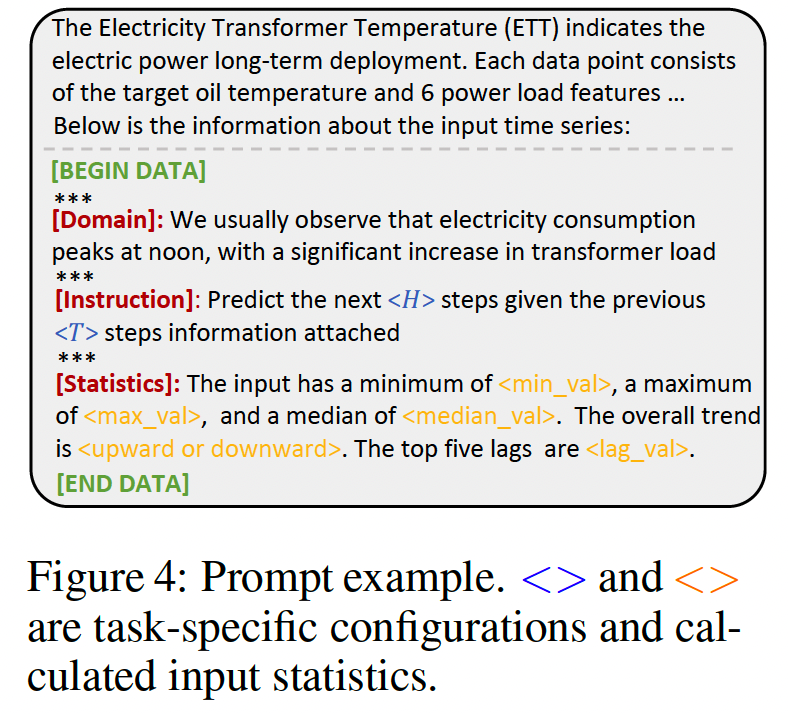 The Electricity Transformer Temperature (ETT) indicates the
electric power long-term deployment. Each data point consists
of the target oil temperature and 6 power load features …
Below is the information about the input time series:
[BEGIN DATA]
***
[Domain]: We usually observe that electricity consumption
peaks at noon, with a significant increase in transformer load
***
[Instruction]: Predict the next <H> steps given the previous
<T> steps information attached
***
[Statistics]: The input has a minimum of <min_val>, a maximum
of <max_val>, and a median of <median_val>. The overall trend
is <upward or downward>. The top five lags are <lag_val>.
[END DATA]
Figure 4: Prompt example. <> and <>
are task-specific configurations and cal-
culated input statistics.